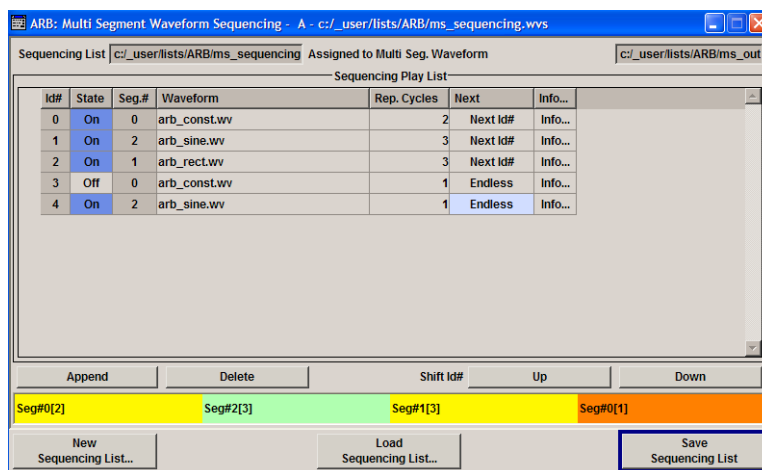 ARB: Multi Segment Waveform Sequencing - A - c:/_user/lists/ARB/ms_sequencing.wvs
Sequencing List c:/_user/lists/ARB/ms_sequencing Assigned to Multi Seg. Waveform c:/_user/lists/ARB/ms_out
Sequencing Play List
Id# State Seg.# Waveform Rep. Cycles Next Info...
0 On 0 arb_const.wv 2 Next Id# Info...
1 On 2 arb_sine.wv 3 Next Id# Info...
2 On 1 arb_rect.wv 3 Next Id# Info...
3 Off 0 arb_const.wv 1 Endless Info...
4 On 2 arb_sine.wv 1 Endless Info...
Append Delete Shift Id# Up Down
Seg#0[2] Seg#2[3] Seg#1[3] Seg#0[1]
New Sequencing List... Load Sequencing List... Save Sequencing List